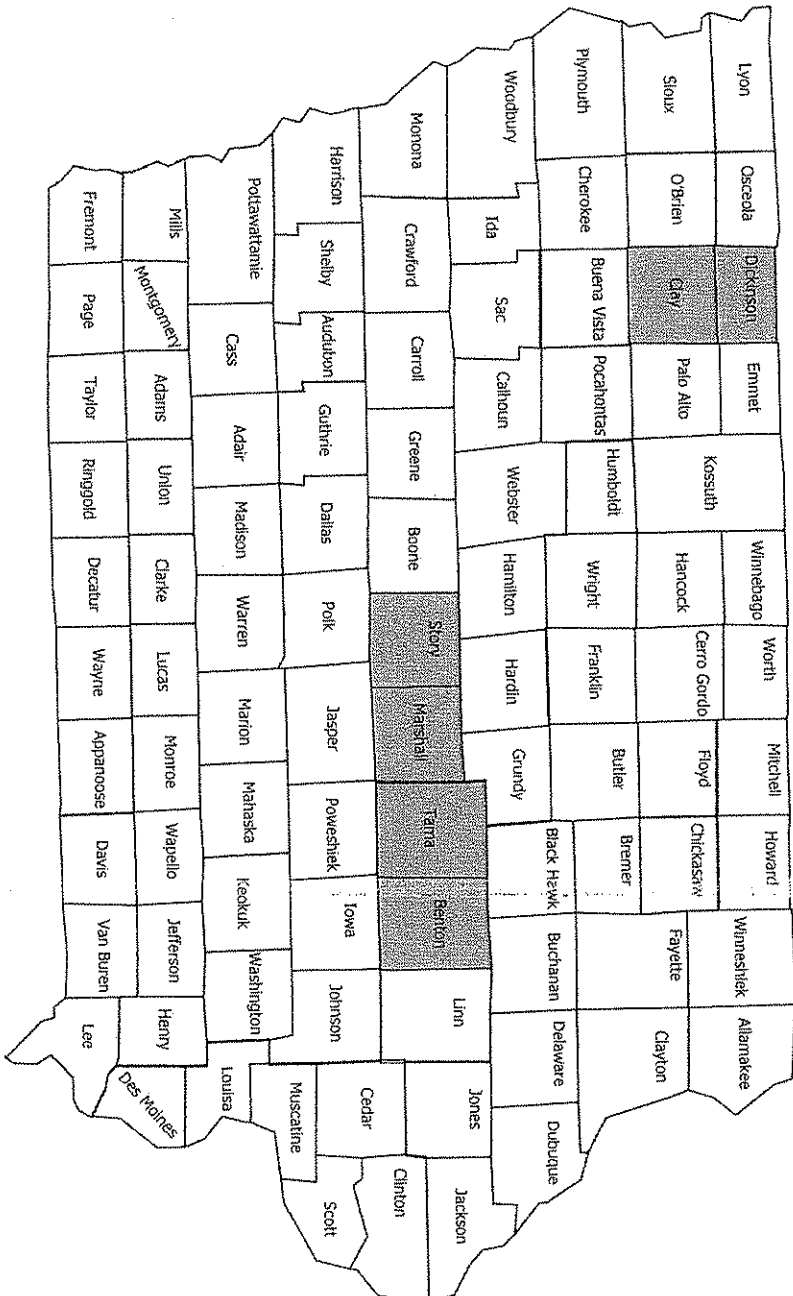 Lyon
Osceola
Dickinson
Emmet
Kossuth
Winnebago
Worth
Mitchell
Howard
Winneshiek
Allamakee
Sioux
O'Brien
Clay
Palo Alto
Hancock
Cerro Gordo
Floyd
Chickasaw
Fayette
Clayton
Plymouth
Cherokee
Buena Vista
Pocahontas
Humboldt
Wright
Franklin
Butler
Bremer
Woodbury
Ida
Sac
Calhoun
Webster
Hamilton
Hardin
Grundy
Black Hawk
Buchanan
Delaware
Dubuque
Monona
Crawford
Carroll
Greene
Boone
Story
Marshall
Tama
Benton
Linn
Jones
Jackson
Harrison
Shelby
Audubon
Guthrie
Dallas
Polk
Jasper
Poweshiek
Iowa
Johnson
Cedar
Clinton
Scott
Muscatine
Pottawattamie
Cass
Adair
Madison
Warren
Marion
Mahaska
Keokuk
Washington
Louisa
Mills
Montgomery
Adams
Union
Clarke
Lucas
Monroe
Wapello
Jefferson
Henry
Des Moines
Fremont
Page
Taylor
Ringgold
Decatur
Wayne
Appanoose
Davis
Van Buren
Lee